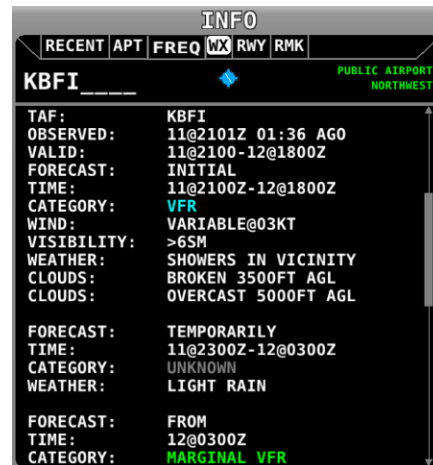 INFO
RECENT APT FREQ WX RWY RMK
KBFI____
PUBLIC AIRPORT
NORTHWEST
TAF: KBFI
OBSERVED: 11@2101Z 01:36 AGO
VALID: 11@2100-12@1800Z
FORECAST: INITIAL
TIME: 11@2100Z-12@1800Z
CATEGORY: VFR
WIND: VARIABLE@03KT
VISIBILITY: >6SM
WEATHER: SHOWERS IN VICINITY
CLOUDS: BROKEN 3500FT AGL
CLOUDS: OVERCAST 5000FT AGL
FORECAST: TEMPORARILY
TIME: 11@2300Z-12@0300Z
CATEGORY: UNKNOWN
WEATHER: LIGHT RAIN
FORECAST: FROM
TIME: 12@0300Z
CATEGORY: MARGINAL VFR